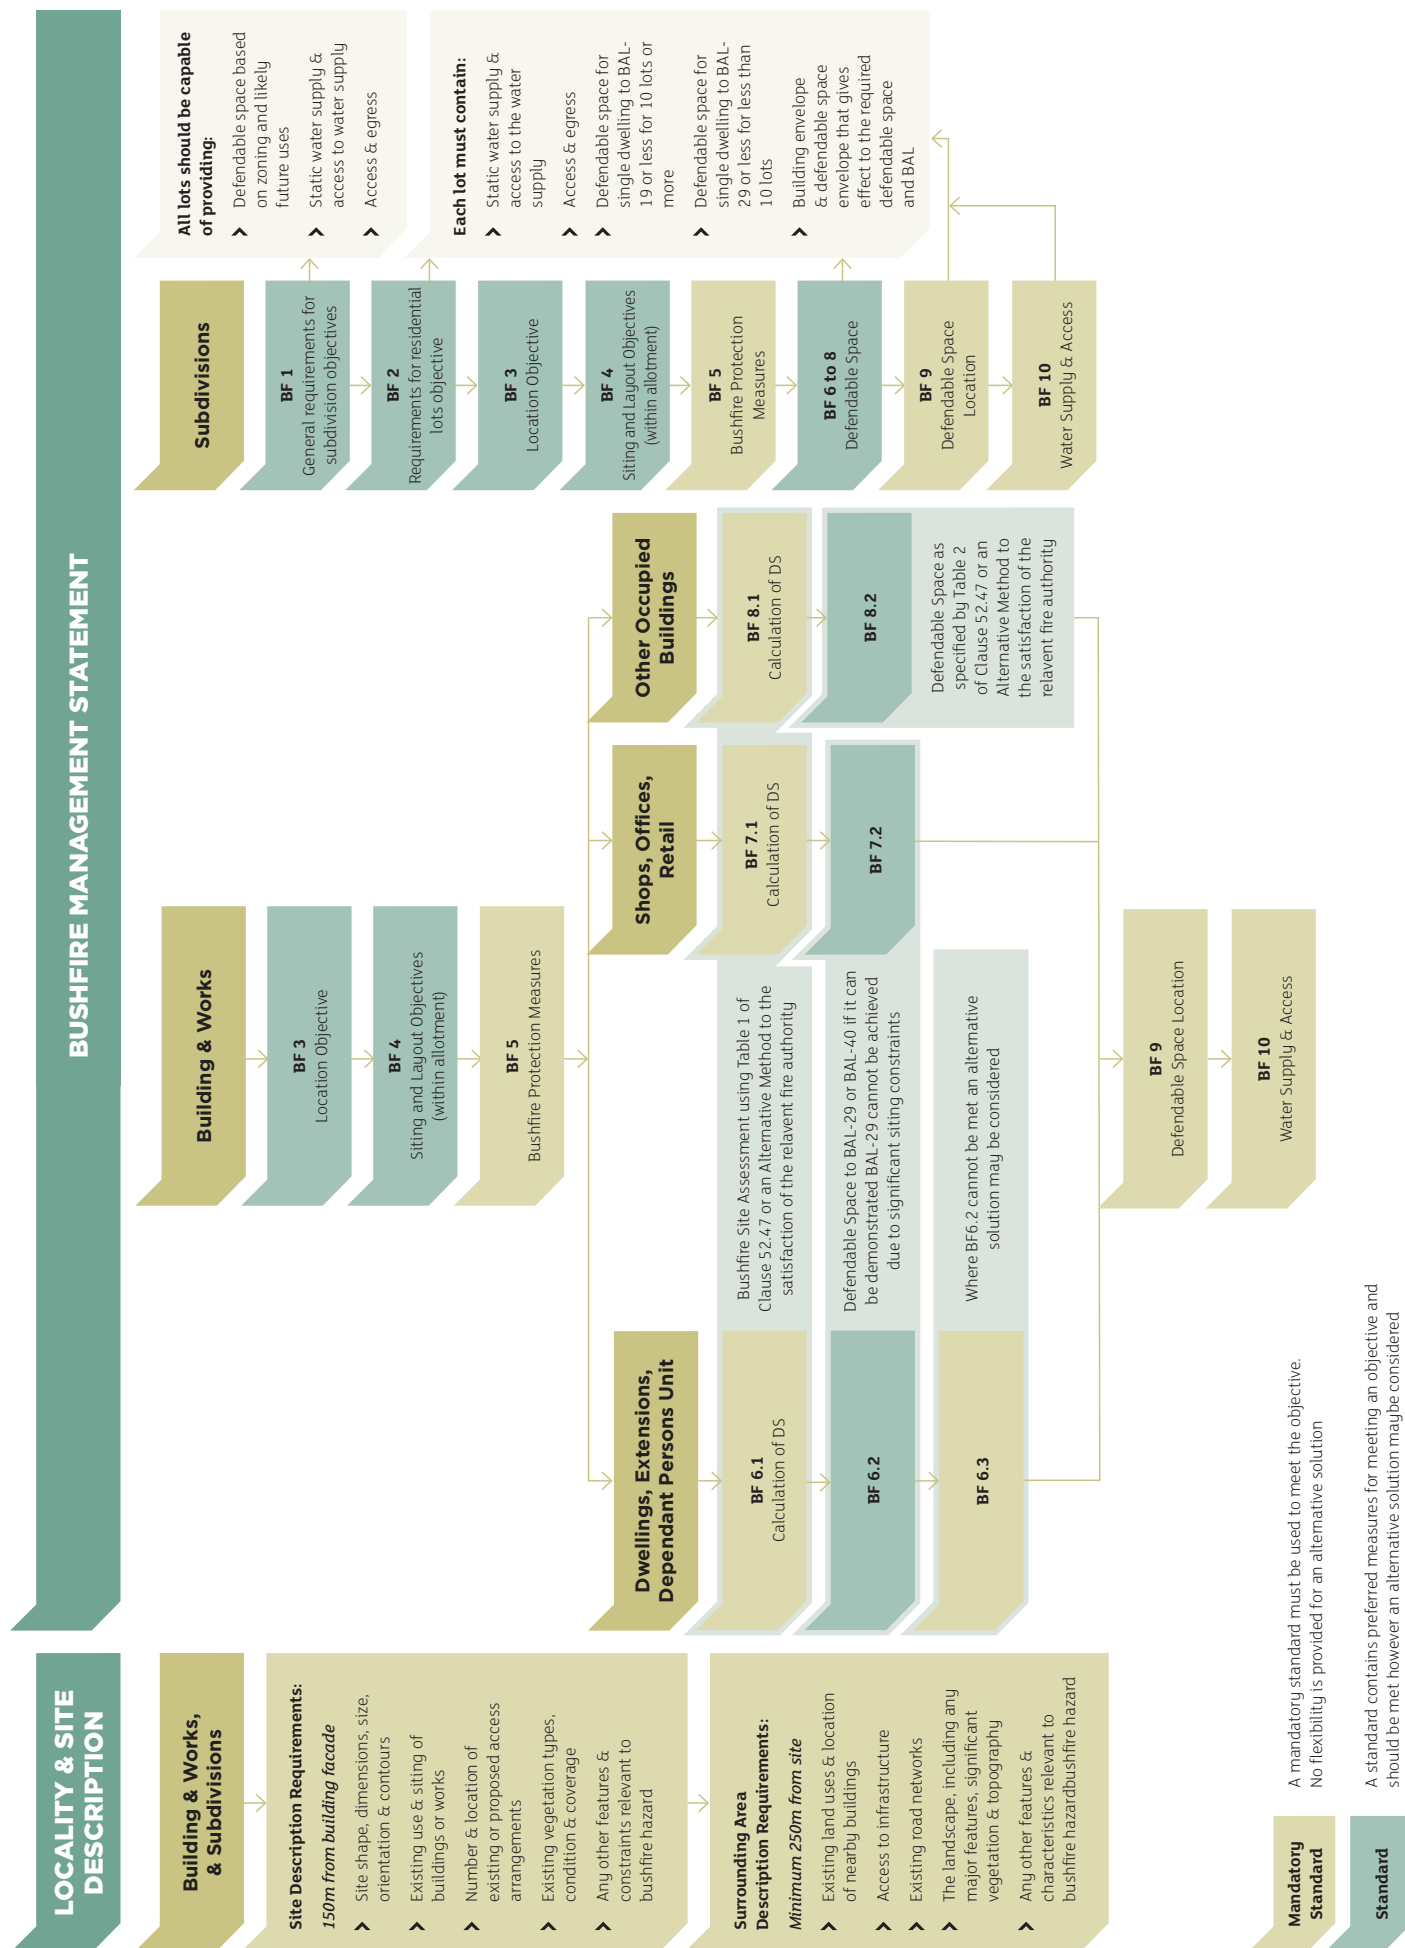 LOCALITY & SITE
DESCRIPTION
Building & Works,
& Subdivisions
Site Description Requirements:
150m from building facade
Site shape, dimensions, size,
orientation & contours
Existing use & siting of
buildings or works
Number & location of
existing or proposed access
arrangements
Existing vegetation types,
condition & coverage
Any other features &
constraints relevant to
bushfire hazard
Surrounding Area
Description Requirements:
Minimum 250m from site
Existing land uses & location
of nearby buildings
Access to infrastructure
Existing road networks
The landscape, including any
major features, significant
vegetation & topography
Any other features &
characteristics relevant to
bushfire hazardbushfire hazard
BUSHFIRE MANAGEMENT STATEMENT
Building & Works
BF 3
Location Objective
BF 4
Siting and Layout Objectives
(within allotment)
BF 5
Bushfire Protection Measures
Dwellings, Extensions,
Dependant Persons Unit
BF 6.1
Calculation of DS
BF 6.2
BF 6.3
Bushfire Site Assessment using Table 1 of
Clause 52.47 or an Alternative Method to the
satisfaction of the relavent fire authority
Defendable Space to BAL-29 or BAL-40 if it can
be demonstrated BAL-29 cannot be achieved
due to significant siting constraints
Where BF6.2 cannot be met an alternative
solution may be considered
Shops, Offices,
Retail
BF 7.1
Calculation of DS
BF 7.2
Other Occupied
Buildings
BF 8.1
Calculation of DS
BF 8.2
Defendable Space as
specified by Table 2
of Clause 52.47 or an
Alternative Method to
the satisfaction of the
relavent fire authority
BF 9
Defendable Space Location
BF 10
Water Supply & Access
Subdivisions
BF 1
General requirements for
subdivision objectives
BF 2
Requirements for residential
lots objective
BF 3
Location Objective
BF 4
Siting and Layout Objectives
(within allotment)
BF 5
Bushfire Protection
Measures
BF 6 to 8
Defendable Space
BF 9
Defendable Space
Location
BF 10
Water Supply & Access
All lots should be capable
of providing:
Defendable space based
on zoning and likely
future uses
Static water supply &
access to water supply
Access & egress
Each lot must contain:
Static water supply &
access to the water
supply
Access & egress
Defendable space for
single dwelling to BAL-
19 or less for 10 lots or
more
Defendable space for
single dwelling to BAL-
29 or less for less than
10 lots
Building envelope
& defendable space
envelope that gives
effect to the required
defendable space
and BAL
Mandatory
Standard
A mandatory standard must be used to meet the objective.
No flexibility is provided for an alternative solution
Standard
A standard contains preferred measures for meeting an objective and
should be met however an alternative solution maybe considered